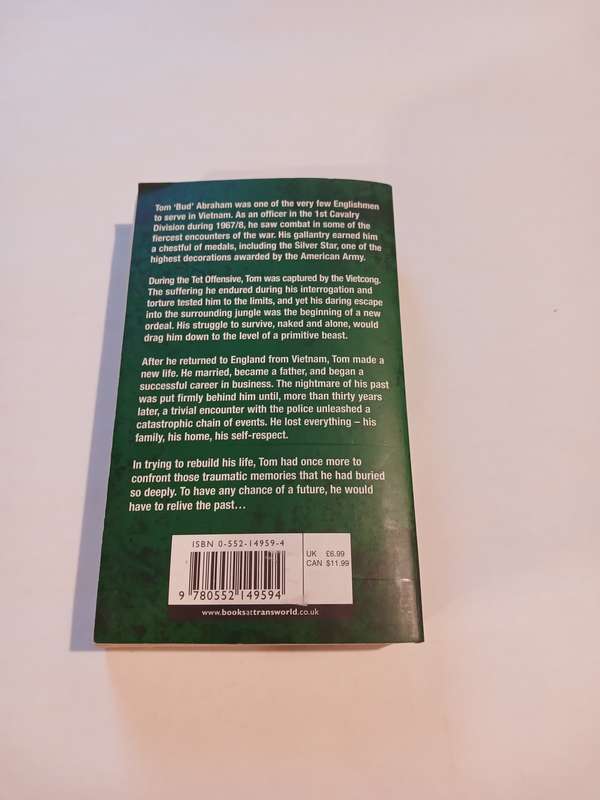 Tom 'Bud' Abraham was one of the very few Englishmen
to serve in Vietnam. As an officer in the 1st Cavalry
Division during 1967/8, he saw combat in some of the
fiercest encounters of the war. His gallantry earned him
a chestful of medals, including the Silver Star, one of the
highest decorations awarded by the American Army.
During the Tet Offensive, Tom was captured by the Vietcong.
The suffering he endured during his interrogation and
torture tested him to the limits, and yet his daring escape
into the surrounding jungle was the beginning of a new
ordeal. His struggle to survive, naked and alone, would
drag him down to the level of a primitive beast.
After he returned to England from Vietnam, Tom made a
new life. He married, became a father, and began a
successful career in business. The nightmare of his past
was put firmly behind him until, more than thirty years
later, a trivial encounter with the police unleashed a
catastrophic chain of events. He lost everything – his
family, his home, his self-respect.
In trying to rebuild his life, Tom had once more to
confront those traumatic memories that he had buried
so deeply. To have any chance of a future, he would
have to relive the past…
ISBN 0-552-14959-4
UK £6.99
CAN $11.99
9 780552 149594
www.booksattransworld.co.uk